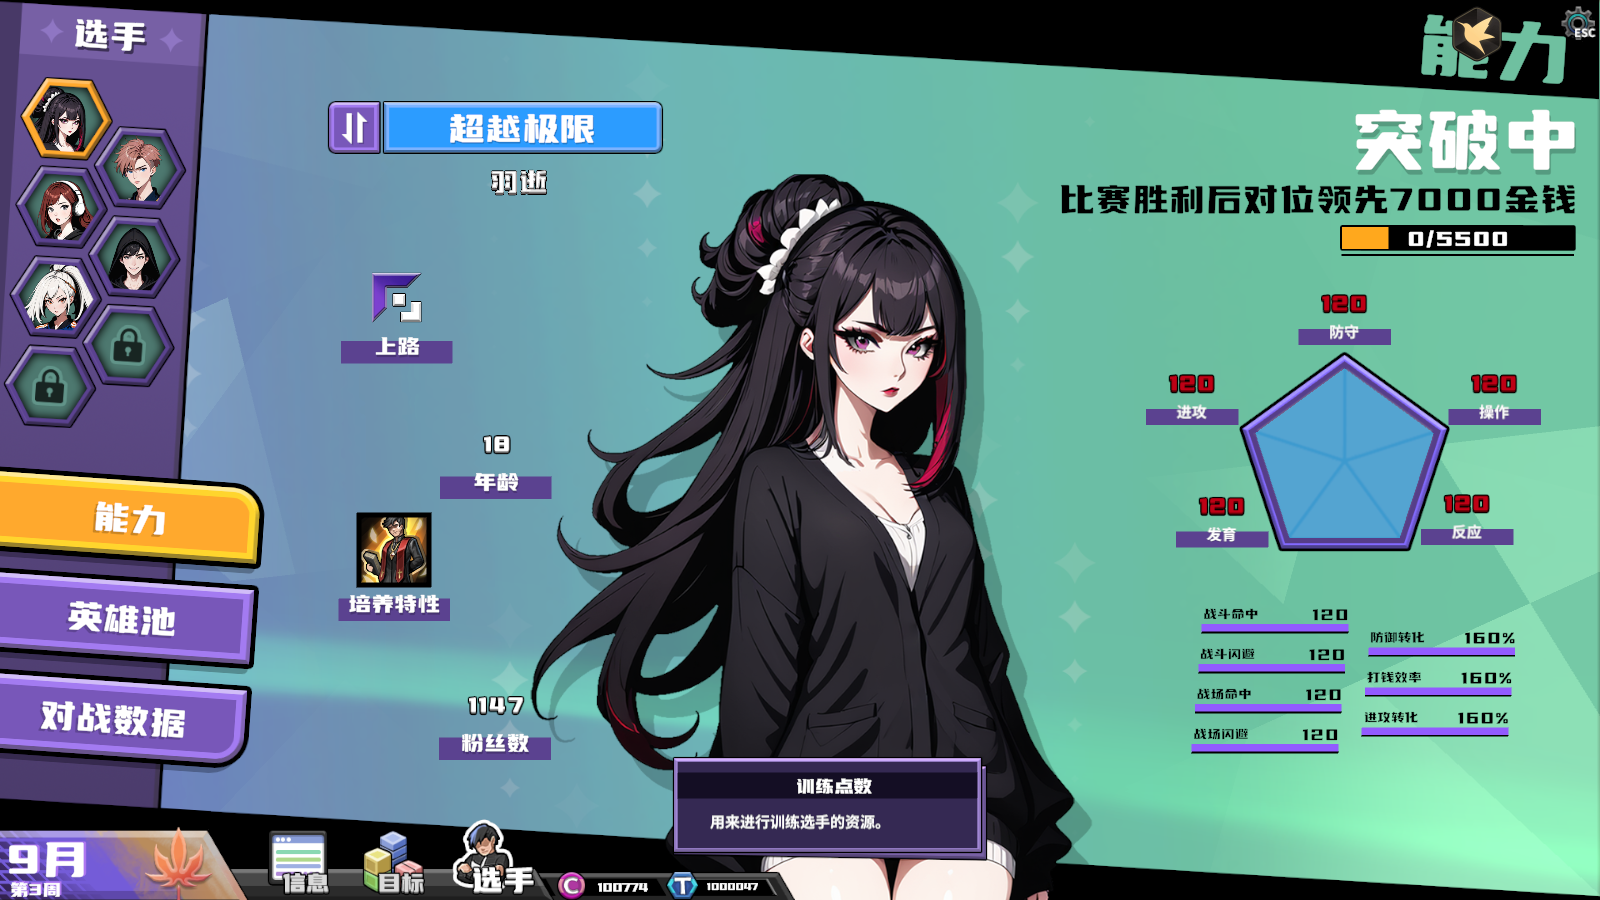 选手
能力
ESC
超越极限
羽逝
突破中
比赛胜利后对位领先7000金钱
0/5500
上路
18
年龄
培养特性
1147
粉丝数
120
防守
120
进攻
120
操作
120
发育
120
反应
战斗命中 120
战斗闪避 120
战场命中 120
战场闪避 120
防御转化 160%
打钱效率 160%
进攻转化 160%
能力
英雄池
对战数据
训练点数
用来进行训练选手的资源。
9月
第3周
信息
目标
选手
C 100774
T 1000047